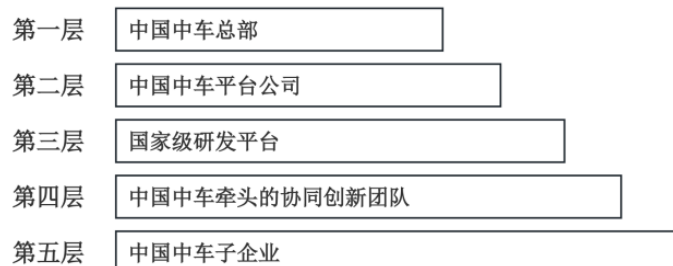 第一层 中国中车总部
第二层 中国中车平台公司
第三层 国家级研发平台
第四层 中国中车牵头的协同创新团队
第五层 中国中车子企业